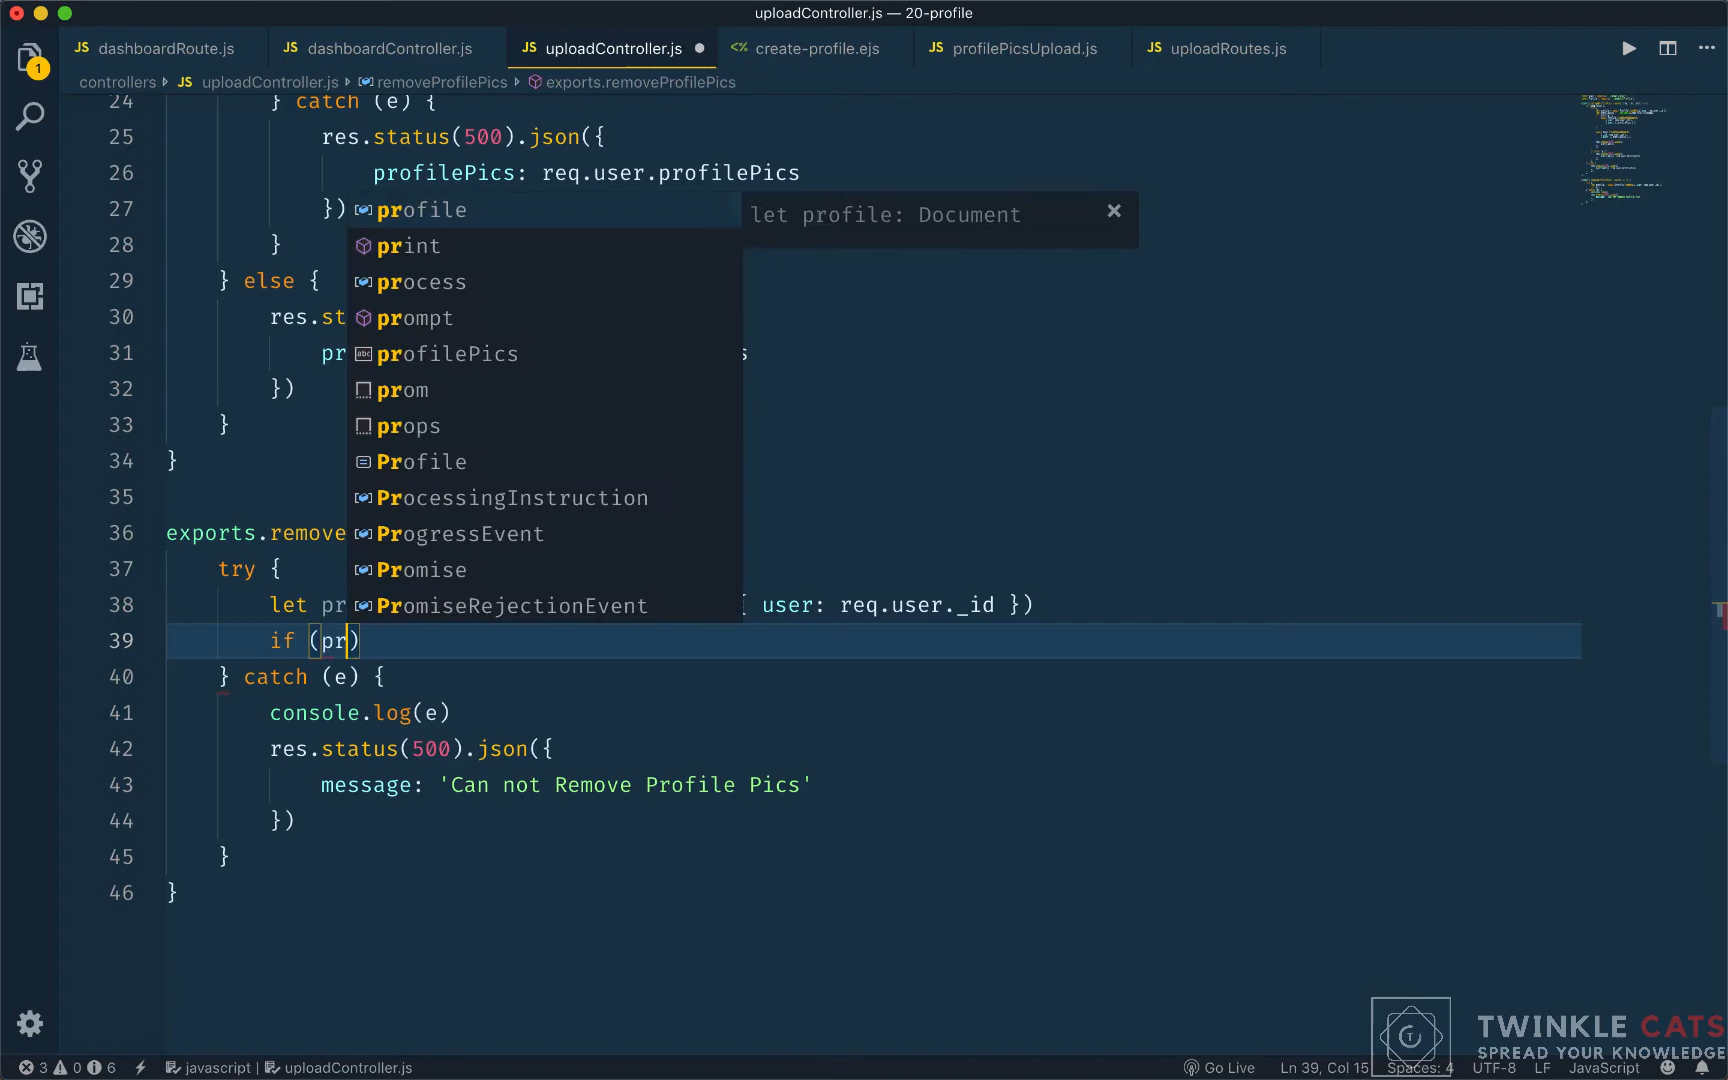 uploadController.js — 20-profile
JS dashboardRoute.js JS dashboardController.js JS uploadController.js <% create-profile.ejs JS profilePicsUpload.js JS uploadRoutes.js
1
controllers JS uploadController.js removeProfilePics exports.removeProfilePics
24 } catch (e) {
25 res.status(500).json({
26 profilePics: req.user.profilePics
27 })
28 }
29 } else {
30 res.st
31 pr s
32 })
33 }
34 }
35
36 exports.remove
37 try {
38 let pr { user: req.user._id })
39 if (pr)
40 } catch (e) {
41 console.log(e)
42 res.status(500).json({
43 message: 'Can not Remove Profile Pics'
44 })
45 }
46 }
profile let profile: Document
print
process
prompt
abc profilePics
prom
props
Profile
ProcessingInstruction
ProgressEvent
Promise
PromiseRejectionEvent
TWINKLE CATS
SPREAD YOUR KNOWLEDGE
3 0 6 javascript | uploadController.js Go Live Ln 39, Col 15 Spaces: 4 UTF-8 LF JavaScript